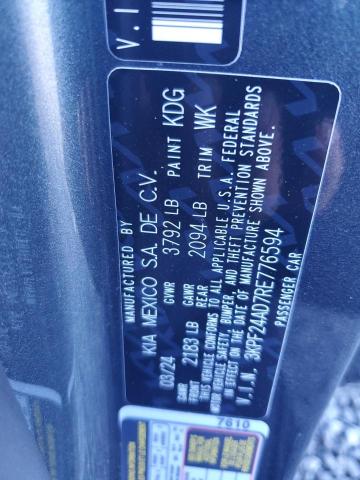 V.I
MANUFACTURED BY
KIA MEXICO S.A. DE C.V.
03/24 GVWR 3792 LB PAINT KDG
GAWR FRONT 2183 LB GAWR REAR 2094 LB TRIM WK
THIS VEHICLE CONFORMS TO ALL APPLICABLE U.S.A. FEDERAL
MOTOR VEHICLE SAFETY, BUMPER, AND THEFT PREVENTION STANDARDS
IN EFFECT ON THE DATE OF MANUFACTURE SHOWN ABOVE.
V.I.N. 3KPF24AD7RE776594
PASSENGER CAR
7610